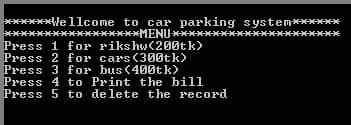 ******Wellcome to car parking system******
*****************MENU*********************
Press 1 for rikshw(200tk)
Press 2 for cars(300tk)
Press 3 for bus(400tk)
Press 4 to Print the bill
Press 5 to delete the record